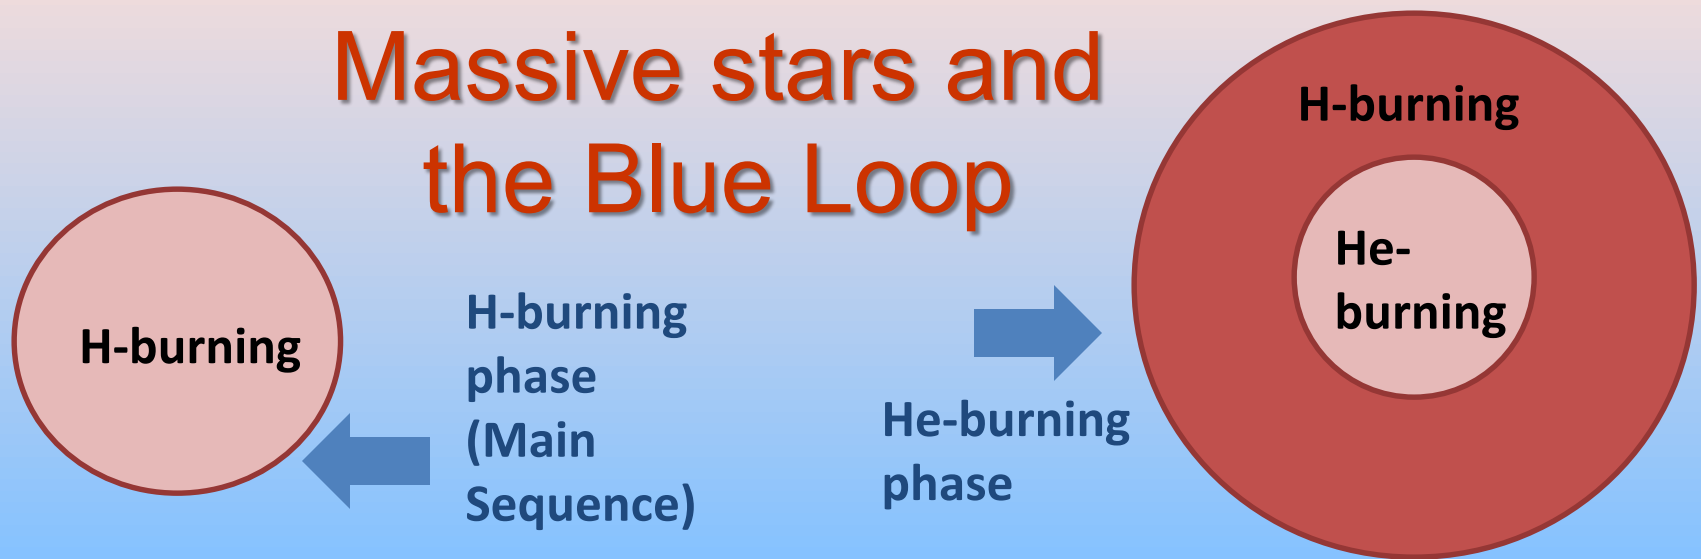 Massive stars and
the Blue Loop
H-burning
H-burning
phase
(Main
Sequence)
He-burning
phase
H-burning
He-
burning